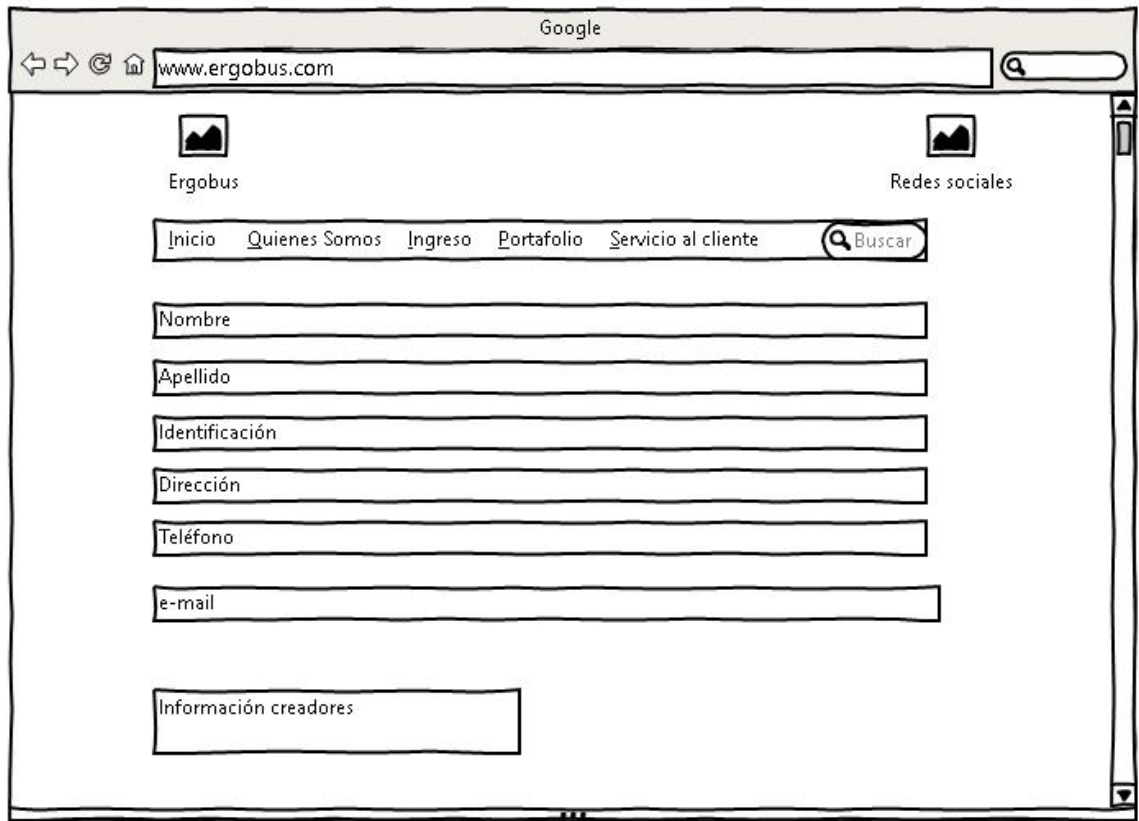 Google
www.ergobus.com
Ergobus
Redes sociales
Inicio Quienes Somos Ingreso Portafolio Servicio al cliente Buscar
Nombre
Apellido
Identificación
Dirección
Teléfono
e-mail
Información creadores